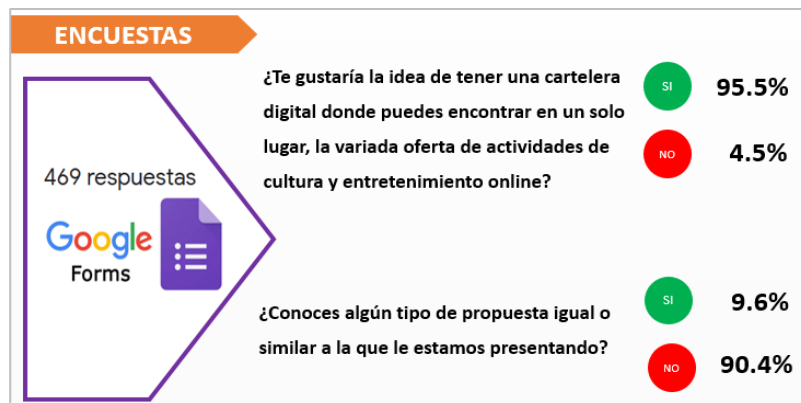 ENCUESTAS
469 respuestas
Google
Forms
¿Te gustaría la idea de tener una cartelera
digital donde puedes encontrar en un solo
lugar, la variada oferta de actividades de
cultura y entretenimiento online?
SI 95.5%
NO 4.5%
¿Conoces algún tipo de propuesta igual o
similar a la que le estamos presentando?
SI 9.6%
NO 90.4%